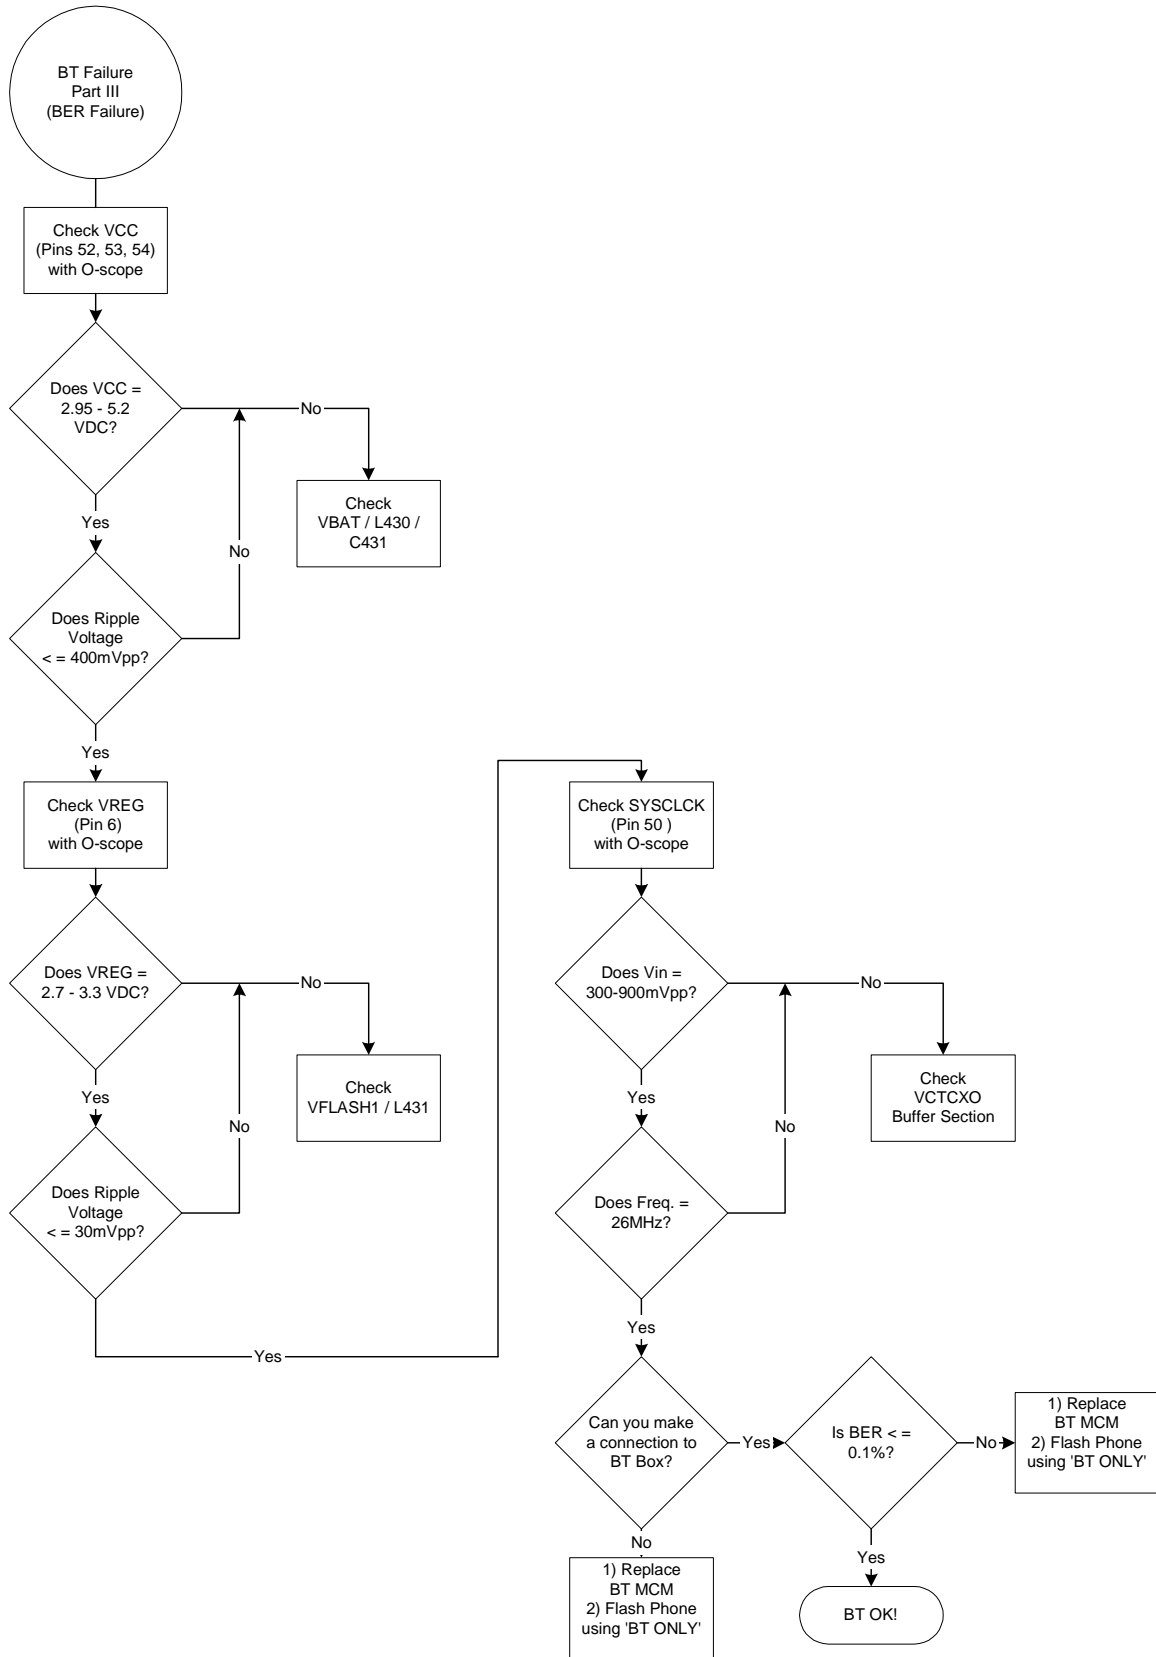 BT Failure
Part III
(BER Failure)
Check VCC
(Pins 52, 53, 54)
with O-scope
Does VCC =
2.95 - 5.2
VDC?
No
Check
VBAT / L430 /
C431
Yes
No
Does Ripple
Voltage
< = 400mVpp?
Yes
Check VREG
(Pin 6)
with O-scope
Does VREG =
2.7 - 3.3 VDC?
No
Check
VFLASH1 / L431
Yes
No
Does Ripple
Voltage
< = 30mVpp?
Yes
Check SYSCLCK
(Pin 50 )
with O-scope
Does Vin =
300-900mVpp?
No
Check
VCTCXO
Buffer Section
Yes
No
Does Freq. =
26MHz?
Yes
Can you make
a connection to
BT Box?
Yes
Is BER < =
0.1%?
No
1) Replace
BT MCM
2) Flash Phone
using 'BT ONLY'
No
1) Replace
BT MCM
2) Flash Phone
using 'BT ONLY'
Yes
BT OK!